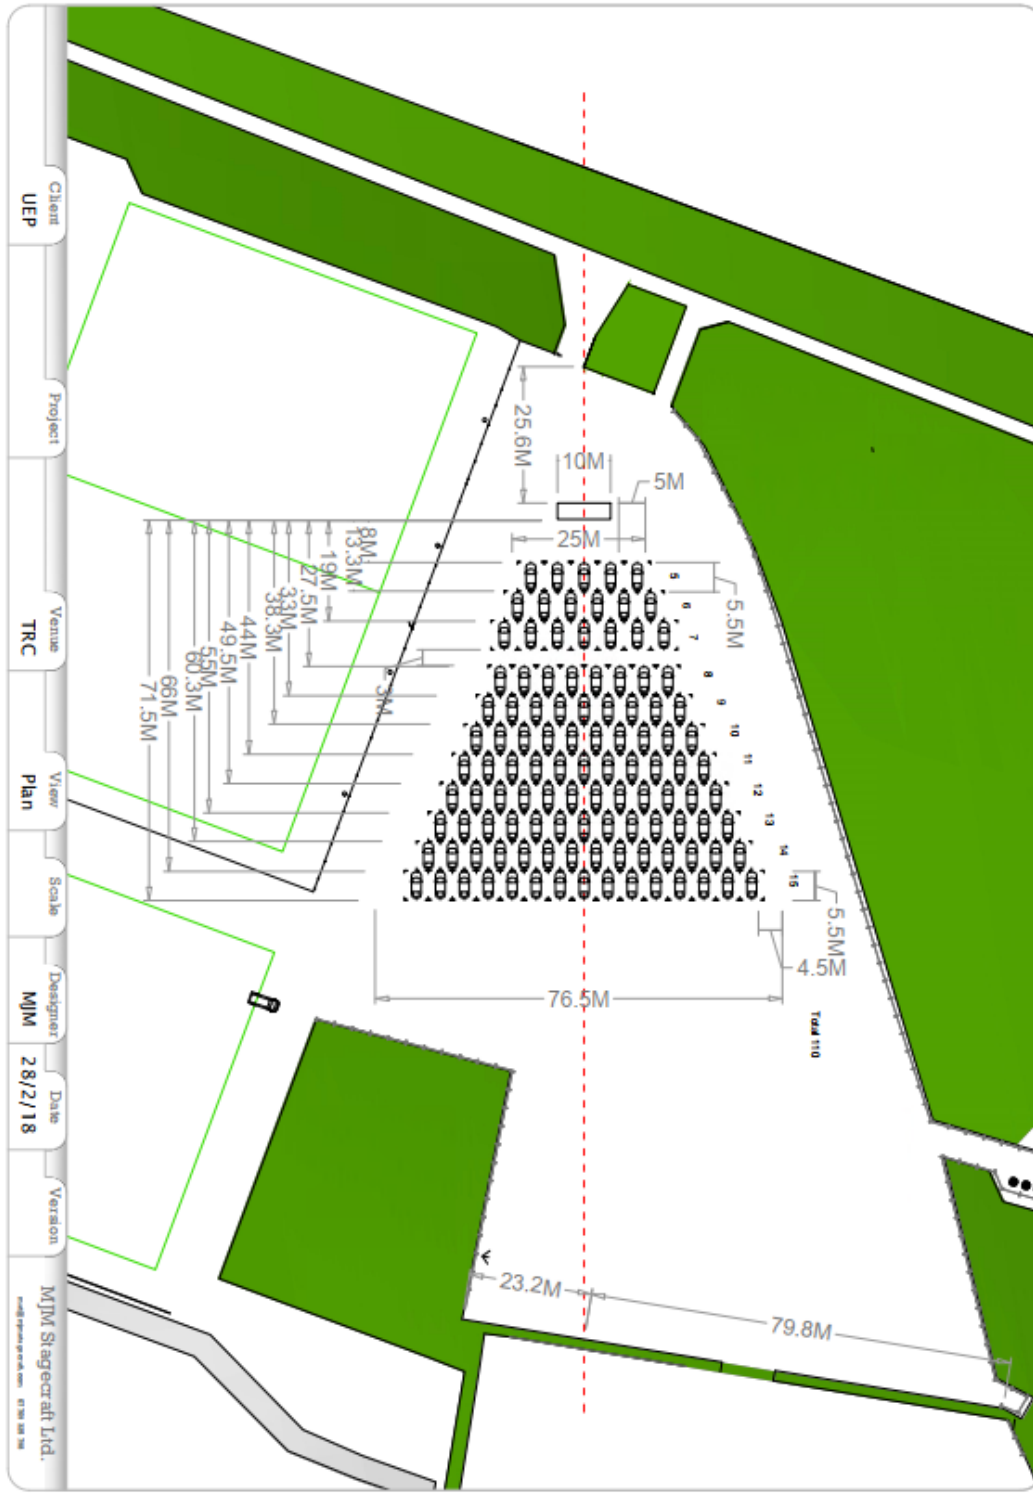 Client
UEP
Project
Venue
TRC
View
Plan
Scale
Designer
MJM
Date
28/2/18
Version
MJM Stagecraft Ltd.
25.6M
10M
5M
25M
5.5M
8M
13.3M
19M
27.5M
33M
38.3M
44M
49.5M
55M
60.3M
66M
71.5M
3M
5
6
7
8
9
10
11
12
13
14
15
5.5M
4.5M
76.5M
Total 110
23.2M
79.8M